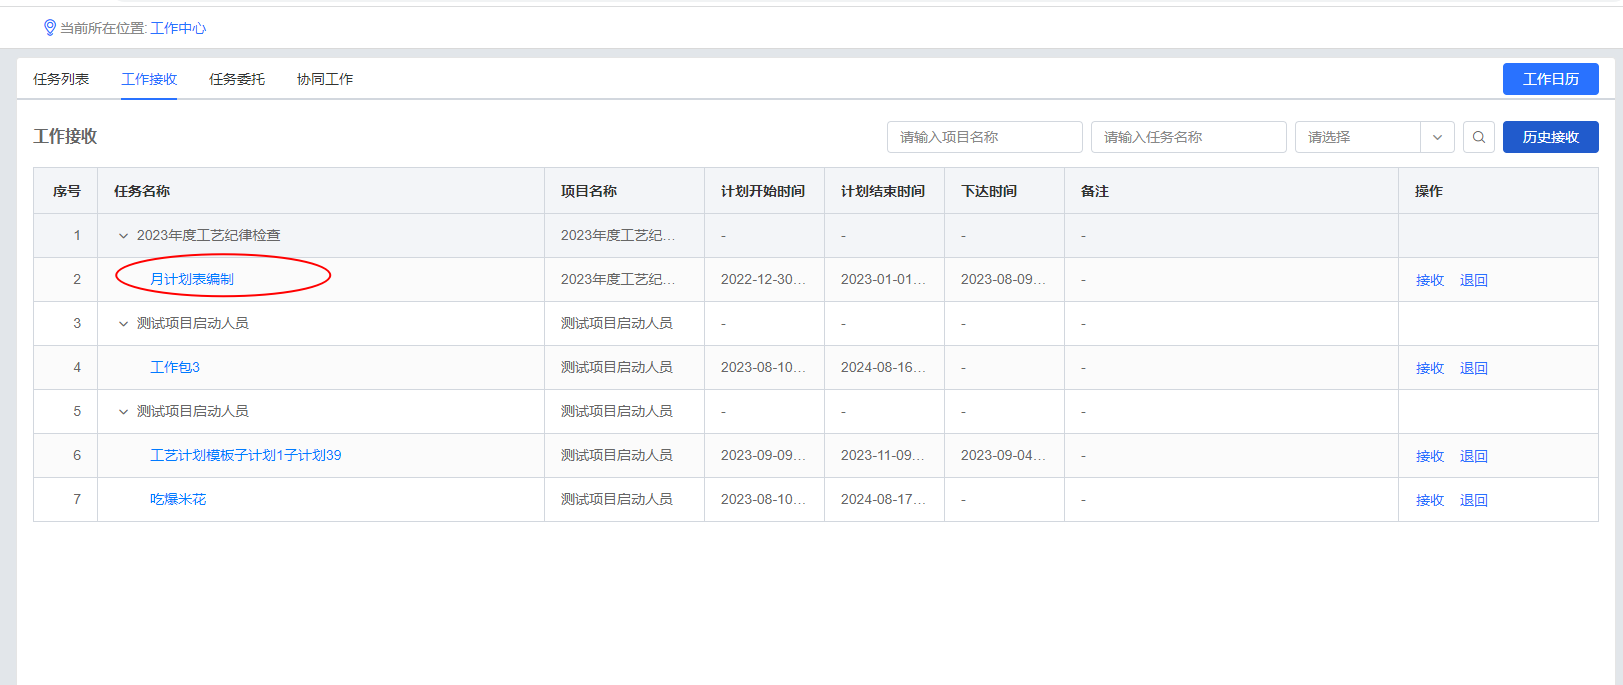 当前所在位置: 工作中心
任务列表 工作接收 任务委托 协同工作 工作日历
工作接收 请输入项目名称 请输入任务名称 请选择 历史接收
序号 任务名称 项目名称 计划开始时间 计划结束时间 下达时间 备注 操作
1 2023年度工艺纪律检查 2023年度工艺纪... - - - -
2 月计划表编制 2023年度工艺纪... 2022-12-30... 2023-01-01... 2023-08-09... - 接收 退回
3 测试项目启动人员 测试项目启动人员 - - - -
4 工作包3 测试项目启动人员 2023-08-10... 2024-08-16... - - 接收 退回
5 测试项目启动人员 测试项目启动人员 - - - -
6 工艺计划模板子计划1子计划39 测试项目启动人员 2023-09-09... 2023-11-09... 2023-09-04... - 接收 退回
7 吃爆米花 测试项目启动人员 2023-08-10... 2024-08-17... - - 接收 退回